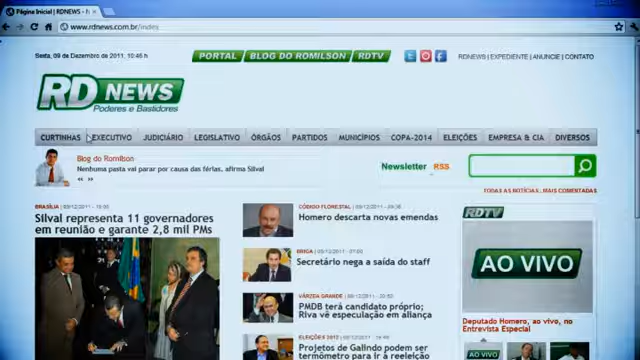 Página Inicial | RDNEWS - N
www.rdnews.com.br/index
Sexta, 09 de Dezembro de 2011, 10:46 h
PORTAL
BLOG DO ROMILSON
RDTV
RDNEWS | EXPEDIENTE | ANUNCIE | CONTATO
RD NEWS
Poderes e Bastidores
CURTINHAS
EXECUTIVO
JUDICIÁRIO
LEGISLATIVO
ÓRGÃOS
PARTIDOS
MUNICÍPIOS
COPA-2014
ELEIÇÕES
EMPRESA & CIA
DIVERSOS
Blog do Romilson
Nenhuma pasta vai parar por causa das férias, afirma Silval
Newsletter
RSS
TODAS AS NOTÍCIAS
MAIS COMENTADAS
BRASÍLIA
Silval representa 11 governadores
em reunião e garante 2,8 mil PMs
CÓDIGO FLORESTAL
Homero descarta novas emendas
BRIGA
Secretário nega a saída do staff
VÁRZEA GRANDE
PMDB terá candidato próprio;
Riva vê especulação em aliança
ELEIÇÕES 2012
Projetos de Galindo podem ser
termômetro para ir à reeleição
RDTV
AO VIVO
Deputado Homero, ao vivo, no
Entrevista Especial